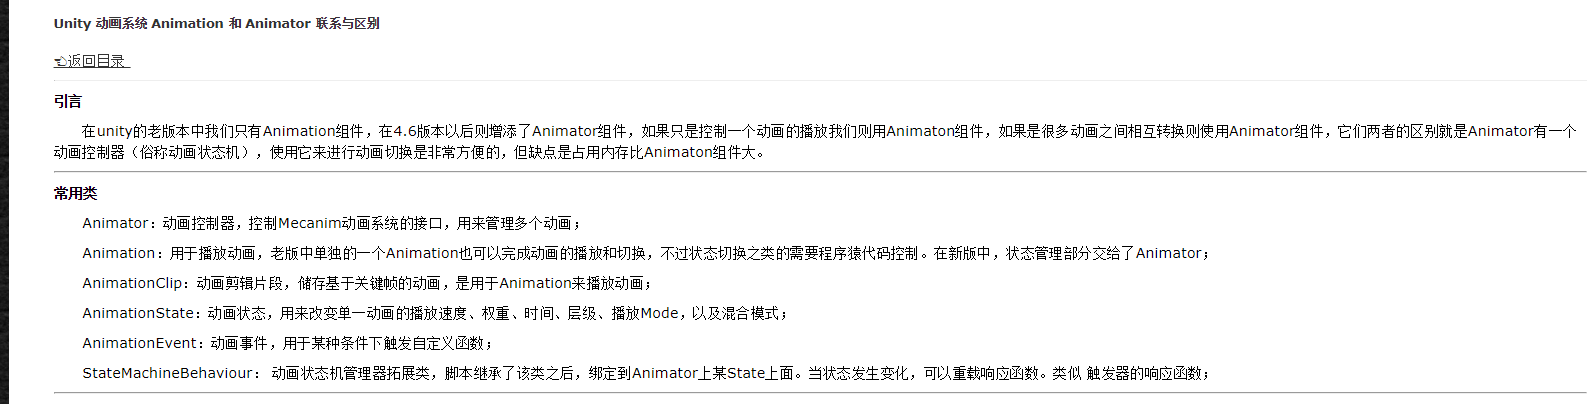 Unity 动画系统 Animation 和 Animator 联系与区别
返回目录
引言
在unity的老版本中我们只有Animation组件，在4.6版本以后则增添了Animator组件，如果只是控制一个动画的播放我们则用Animaton组件，如果是很多动画之间相互转换则使用Animator组件，它们两者的区别就是Animator有一个
动画控制器（俗称动画状态机），使用它来进行动画切换是非常方便的，但缺点是占用内存比Animaton组件大。
常用类
Animator：动画控制器，控制Mecanim动画系统的接口，用来管理多个动画；
Animation：用于播放动画，老版中单独的一个Animation也可以完成动画的播放和切换，不过状态切换之类的需要程序猿代码控制。在新版中，状态管理部分交给了Animator；
AnimationClip：动画剪辑片段，储存基于关键帧的动画，是用于Animation来播放动画；
AnimationState：动画状态，用来改变单一动画的播放速度、权重、时间、层级、播放Mode，以及混合模式；
AnimationEvent：动画事件，用于某种条件下触发自定义函数；
StateMachineBehaviour： 动画状态机管理器拓展类，脚本继承了该类之后，绑定到Animator上某State上面。当状态发生变化，可以重载响应函数。类似 触发器的响应函数；